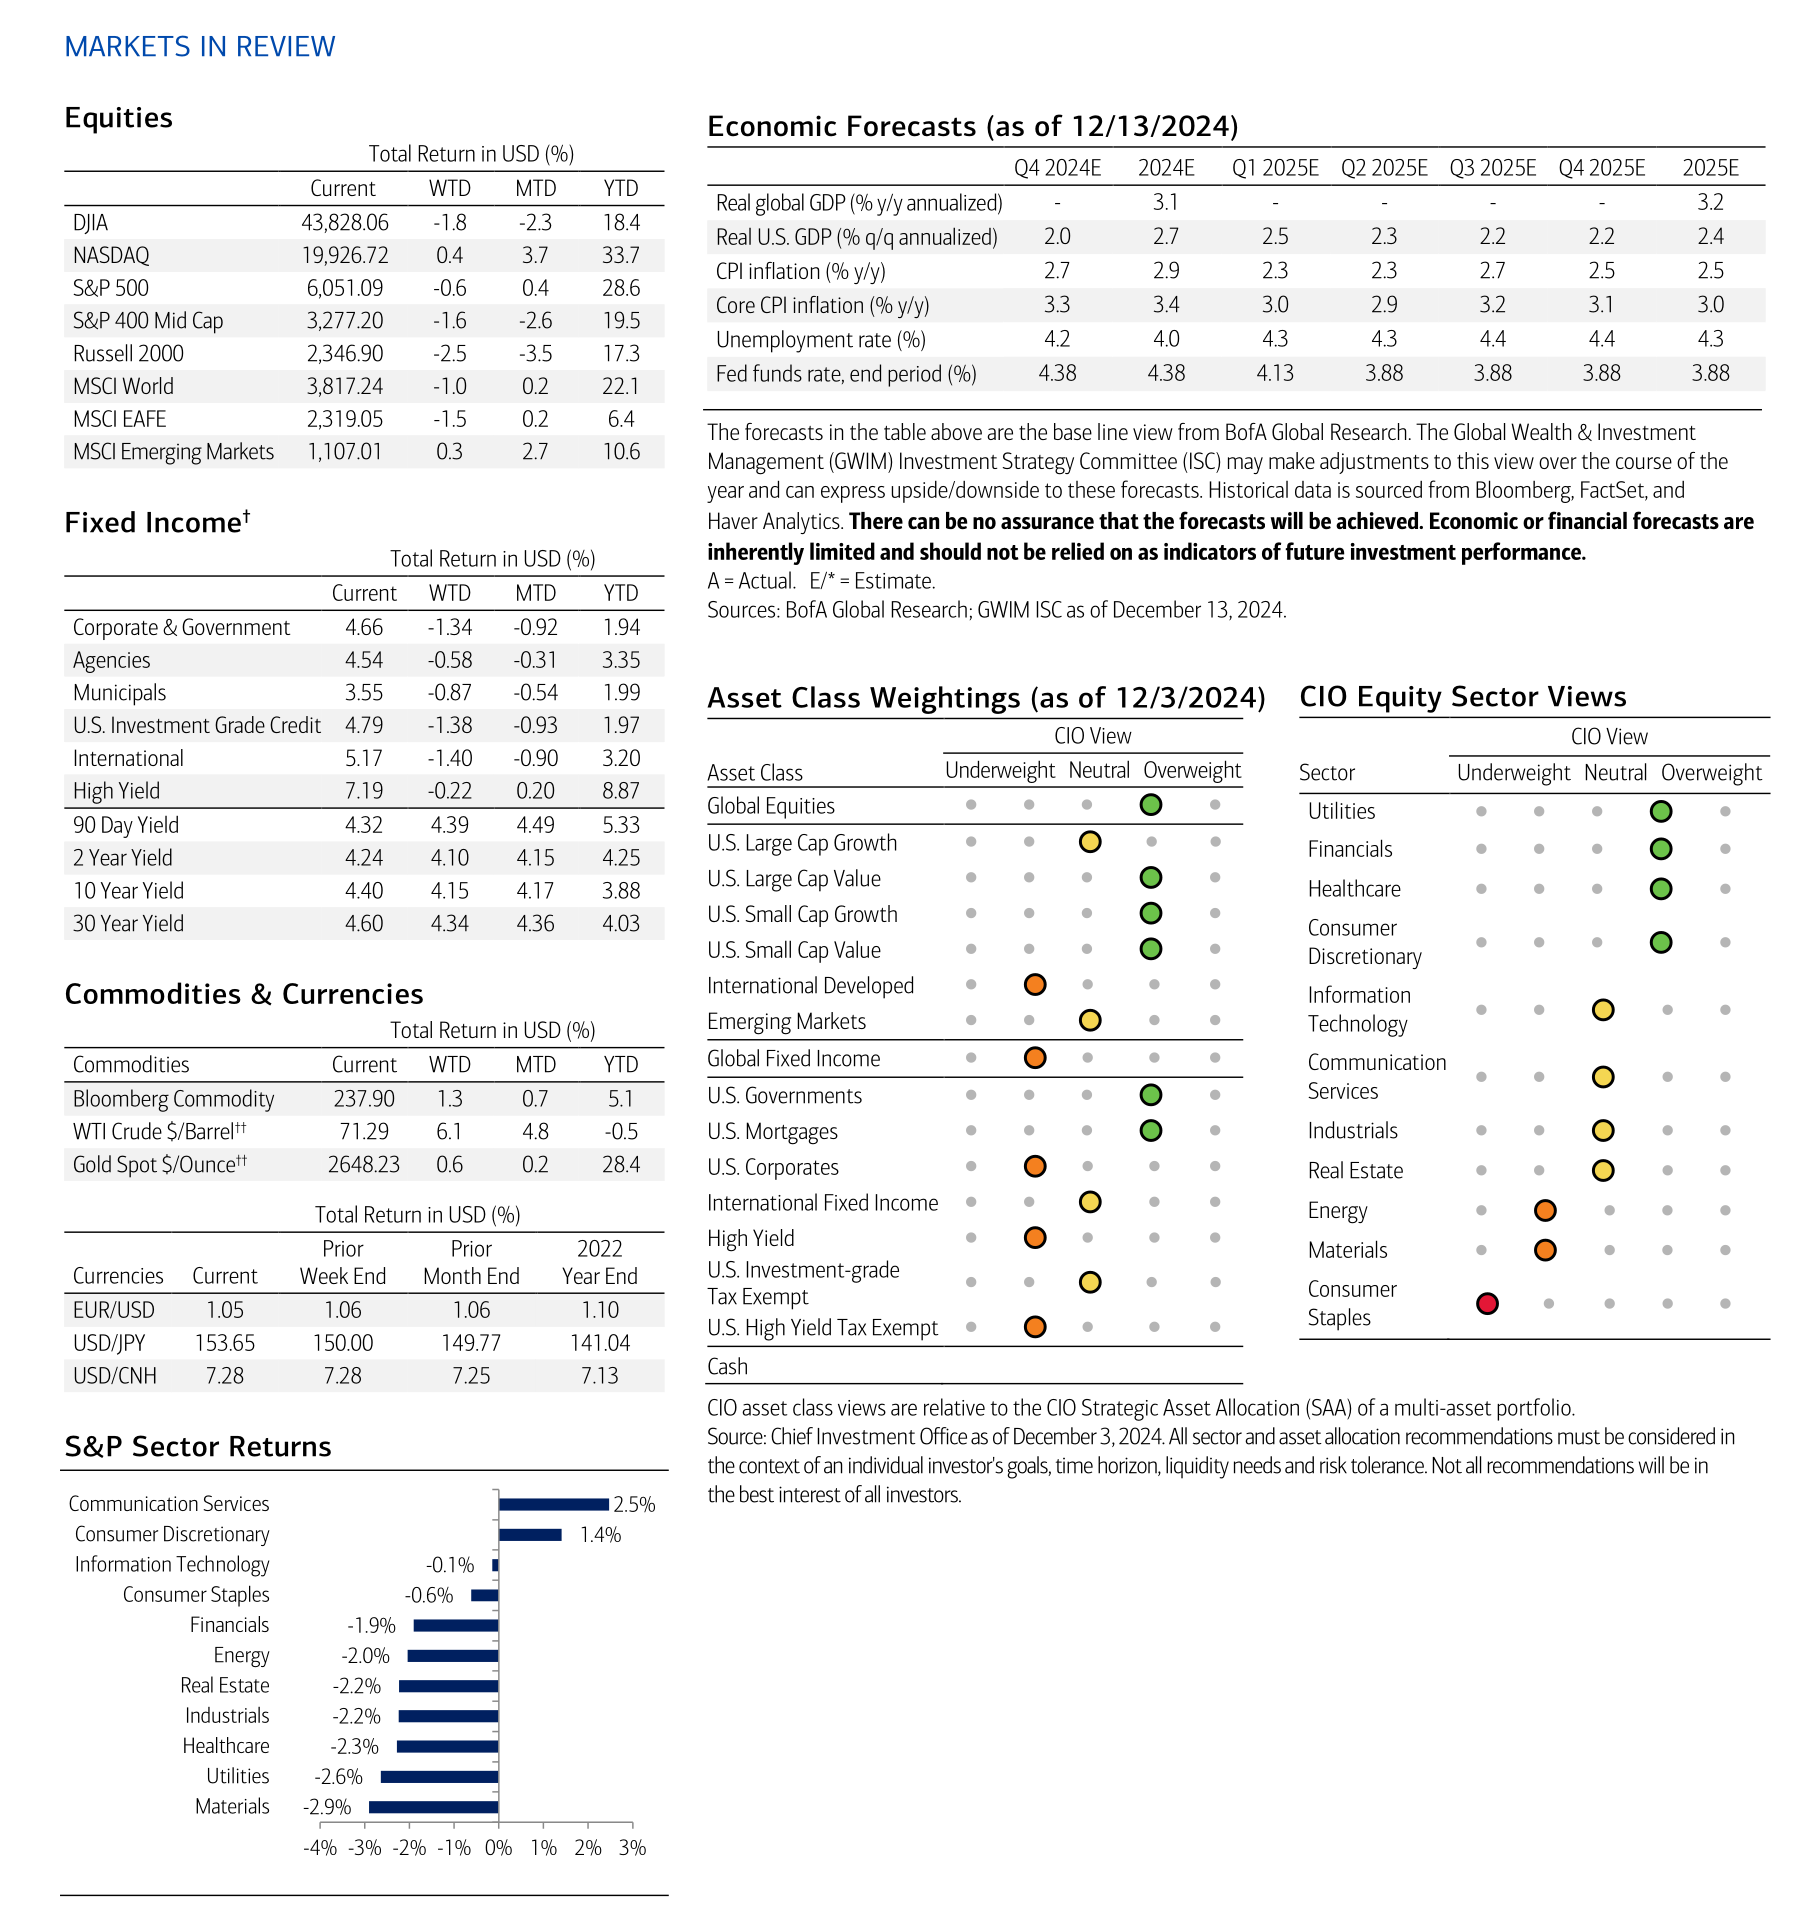 MARKETS IN REVIEW
Equities
Total Return in USD (%)
Current WTD MTD YTD
DJIA 43,828.06 -1.8 -2.3 18.4
NASDAQ 19,926.72 0.4 3.7 33.7
S&P 500 6,051.09 -0.6 0.4 28.6
S&P 400 Mid Cap 3,277.20 -1.6 -2.6 19.5
Russell 2000 2,346.90 -2.5 -3.5 17.3
MSCI World 3,817.24 -1.0 0.2 22.1
MSCI EAFE 2,319.05 -1.5 0.2 6.4
MSCI Emerging Markets 1,107.01 0.3 2.7 10.6
Fixed Income†
Total Return in USD (%)
Current WTD MTD YTD
Corporate & Government 4.66 -1.34 -0.92 1.94
Agencies 4.54 -0.58 -0.31 3.35
Municipals 3.55 -0.87 -0.54 1.99
U.S. Investment Grade Credit 4.79 -1.38 -0.93 1.97
International 5.17 -1.40 -0.90 3.20
High Yield 7.19 -0.22 0.20 8.87
90 Day Yield 4.32 4.39 4.49 5.33
2 Year Yield 4.24 4.10 4.15 4.25
10 Year Yield 4.40 4.15 4.17 3.88
30 Year Yield 4.60 4.34 4.36 4.03
Commodities & Currencies
Total Return in USD (%)
Commodities Current WTD MTD YTD
Bloomberg Commodity 237.90 1.3 0.7 5.1
WTI Crude $/Barrel†† 71.29 6.1 4.8 -0.5
Gold Spot $/Ounce†† 2648.23 0.6 0.2 28.4
Total Return in USD (%)
Prior Prior 2022
Currencies Current Week End Month End Year End
EUR/USD 1.05 1.06 1.06 1.10
USD/JPY 153.65 150.00 149.77 141.04
USD/CNH 7.28 7.28 7.25 7.13
S&P Sector Returns
Communication Services 2.5%
Consumer Discretionary 1.4%
Information Technology -0.1%
Consumer Staples -0.6%
Financials -1.9%
Energy -2.0%
Real Estate -2.2%
Industrials -2.2%
Healthcare -2.3%
Utilities -2.6%
Materials -2.9%
-4% -3% -2% -1% 0% 1% 2% 3%
Economic Forecasts (as of 12/13/2024)
Q4 2024E 2024E Q1 2025E Q2 2025E Q3 2025E Q4 2025E 2025E
Real global GDP (% y/y annualized) - 3.1 - - - - 3.2
Real U.S. GDP (% q/q annualized) 2.0 2.7 2.5 2.3 2.2 2.2 2.4
CPI inflation (% y/y) 2.7 2.9 2.3 2.3 2.7 2.5 2.5
Core CPI inflation (% y/y) 3.3 3.4 3.0 2.9 3.2 3.1 3.0
Unemployment rate (%) 4.2 4.0 4.3 4.3 4.4 4.4 4.3
Fed funds rate, end period (%) 4.38 4.38 4.13 3.88 3.88 3.88 3.88
The forecasts in the table above are the base line view from BofA Global Research. The Global Wealth & Investment
Management (GWIM) Investment Strategy Committee (ISC) may make adjustments to this view over the course of the
year and can express upside/downside to these forecasts. Historical data is sourced from Bloomberg, FactSet, and
Haver Analytics. There can be no assurance that the forecasts will be achieved. Economic or financial forecasts are
inherently limited and should not be relied on as indicators of future investment performance.
A = Actual. E/* = Estimate.
Sources: BofA Global Research; GWIM ISC as of December 13, 2024.
Asset Class Weightings (as of 12/3/2024)
CIO View
Asset Class Underweight Neutral Overweight
Global Equities
U.S. Large Cap Growth
U.S. Large Cap Value
U.S. Small Cap Growth
U.S. Small Cap Value
International Developed
Emerging Markets
Global Fixed Income
U.S. Governments
U.S. Mortgages
U.S. Corporates
International Fixed Income
High Yield
U.S. Investment-grade
Tax Exempt
U.S. High Yield Tax Exempt
Cash
CIO Equity Sector Views
CIO View
Sector Underweight Neutral Overweight
Utilities
Financials
Healthcare
Consumer
Discretionary
Information
Technology
Communication
Services
Industrials
Real Estate
Energy
Materials
Consumer
Staples
CIO asset class views are relative to the CIO Strategic Asset Allocation (SAA) of a multi-asset portfolio.
Source: Chief Investment Office as of December 3, 2024. All sector and asset allocation recommendations must be considered in
the context of an individual investor's goals, time horizon, liquidity needs and risk tolerance. Not all recommendations will be in
the best interest of all investors.